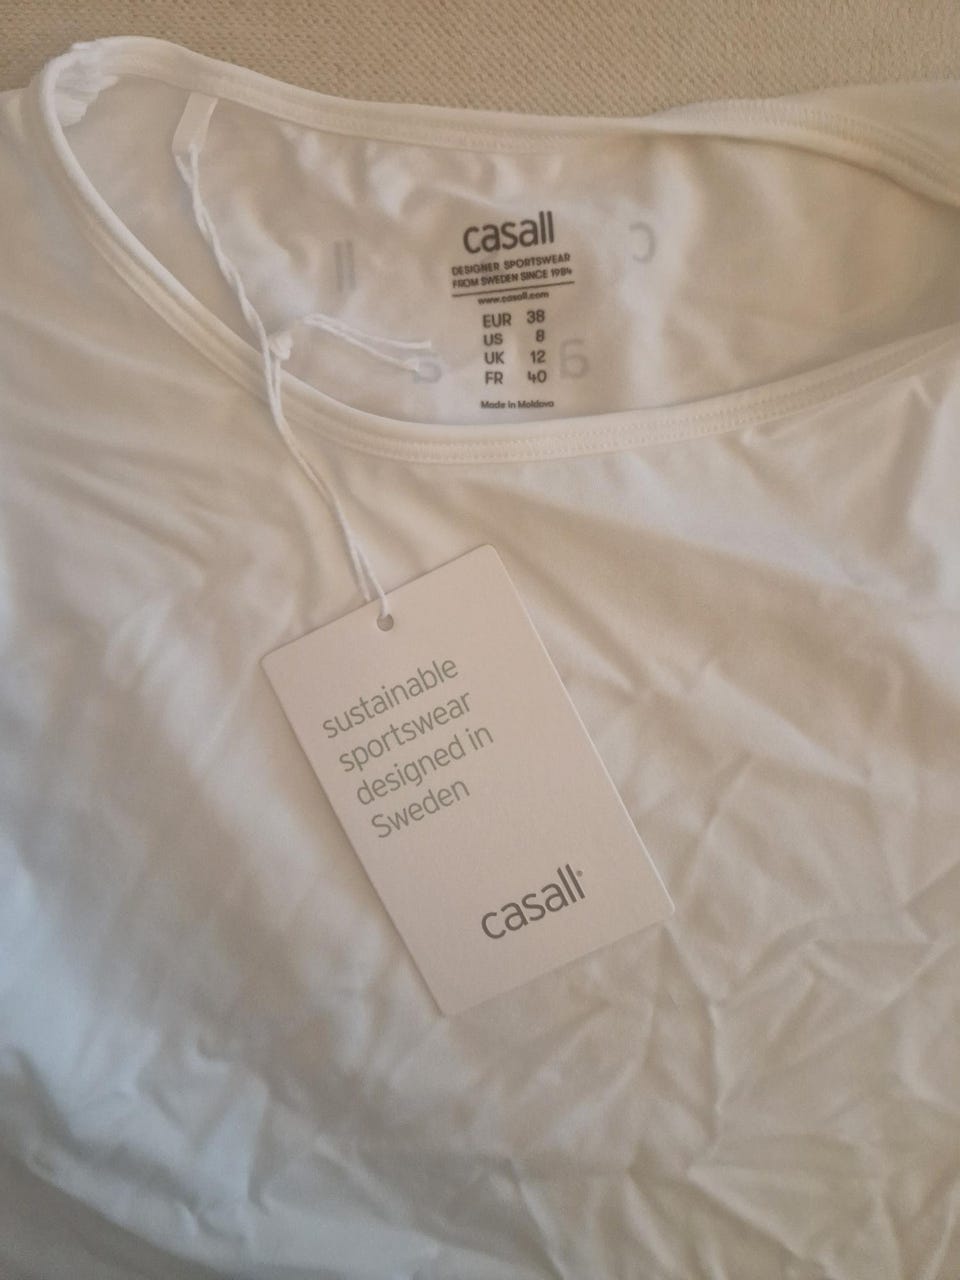 casall
DESIGNER SPORTSWEAR
FROM SWEDEN SINCE 1984
www.casall.com
EUR 38
US 8
UK 12
FR 40
Made in Moldova
sustainable
sportswear
designed in
Sweden
casall